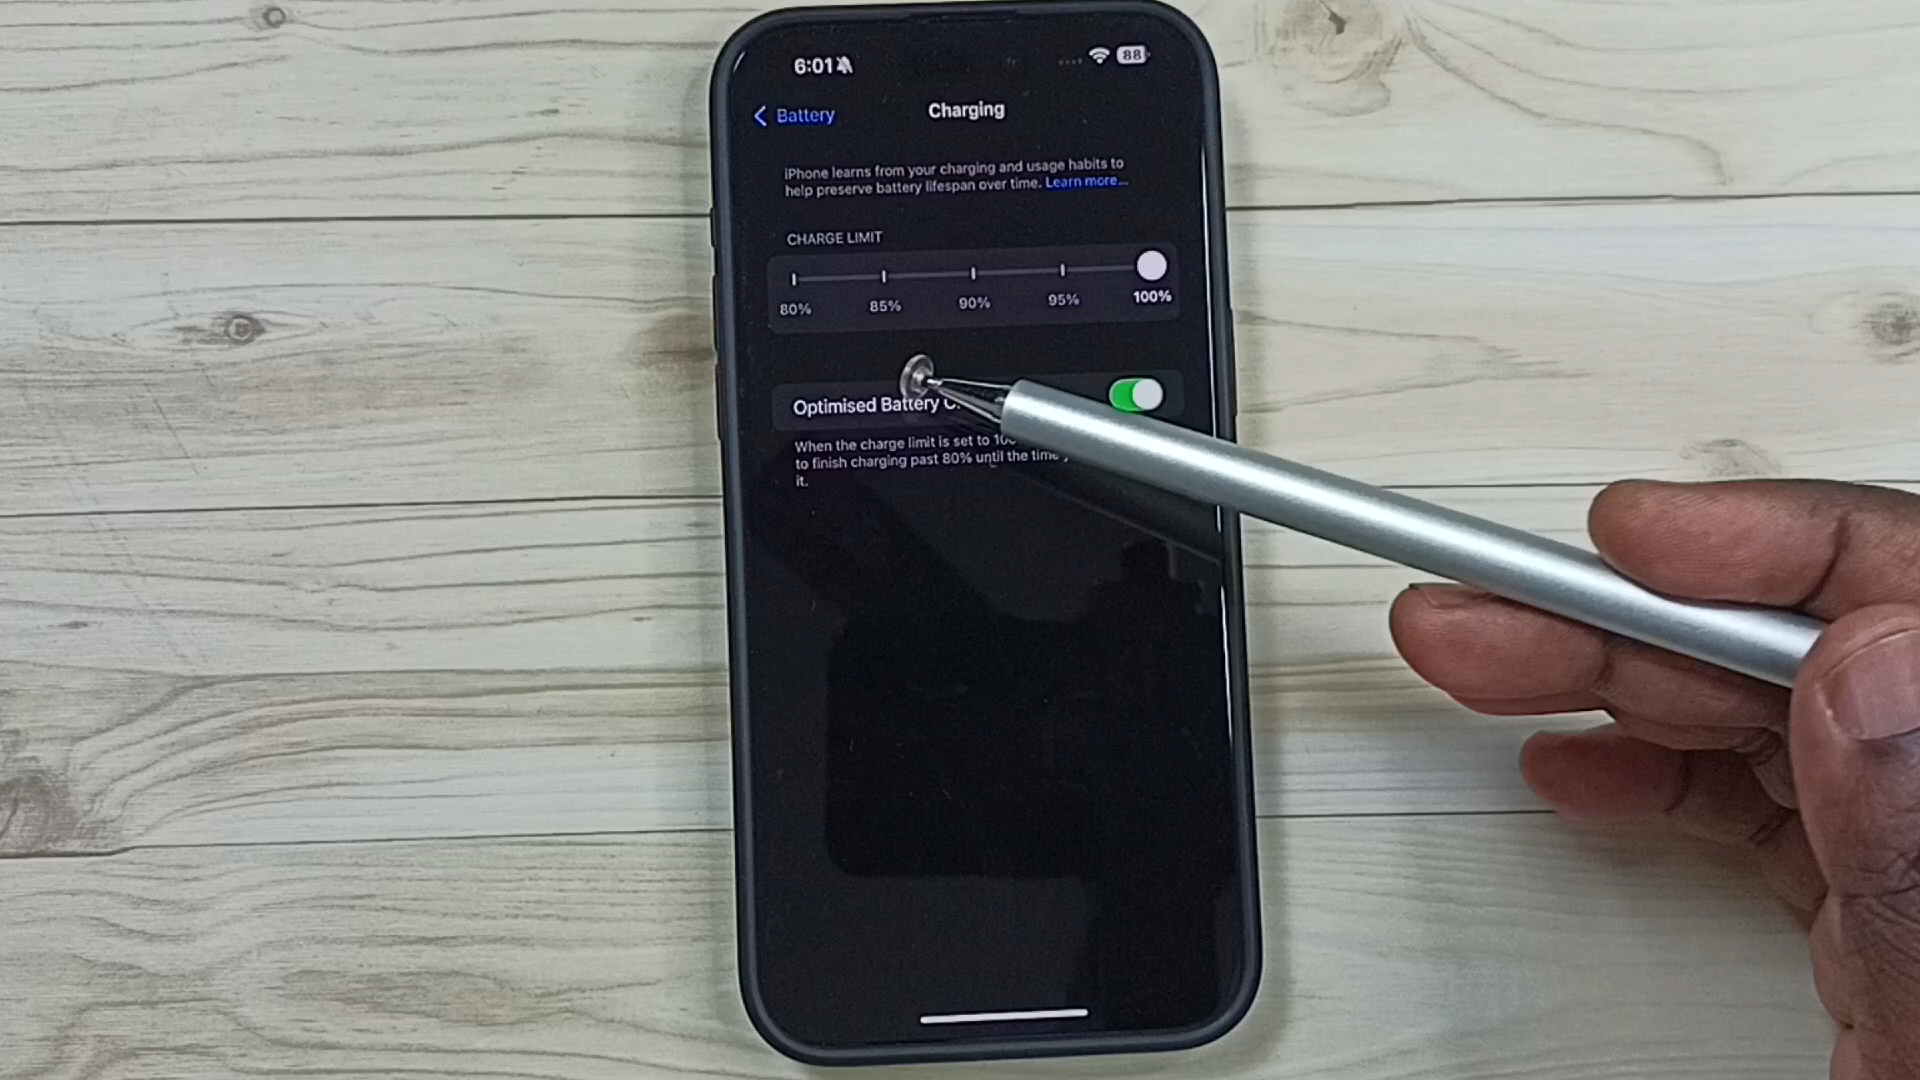 6:01
88
Battery
Charging
iPhone learns from your charging and usage habits to
help preserve battery lifespan over time. Learn more...
CHARGE LIMIT
80% 85% 90% 95% 100%
Optimised Battery
When the charge limit is set to
to finish charging past 80% until the time
it.